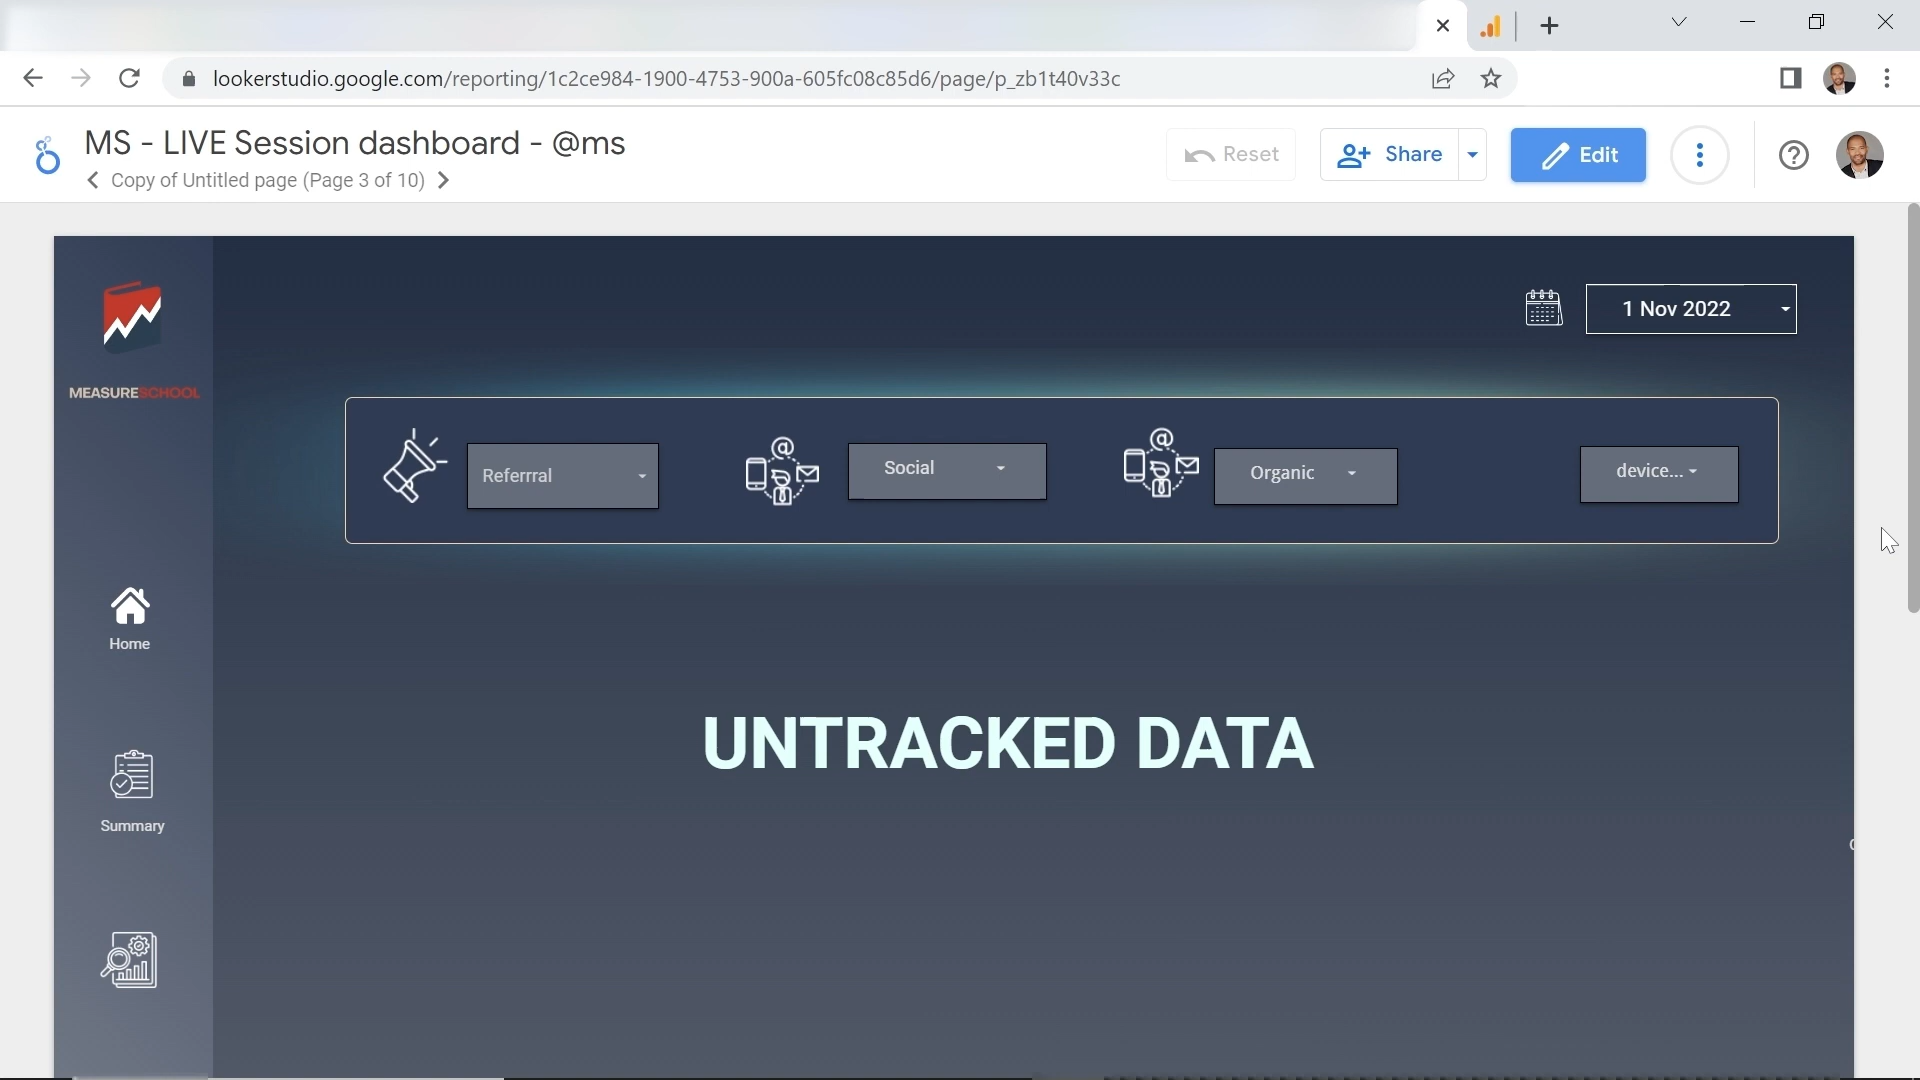 lookerstudio.google.com/reporting/1c2ce984-1900-4753-900a-605fc08c85d6/page/p_zb1t40v33c
MS - LIVE Session dashboard - @ms
Copy of Untitled page (Page 3 of 10)
Reset
Share
Edit
1 Nov 2022
MEASURESCHOOL
Referrral
Social
Organic
device...
Home
UNTRACKED DATA
Summary